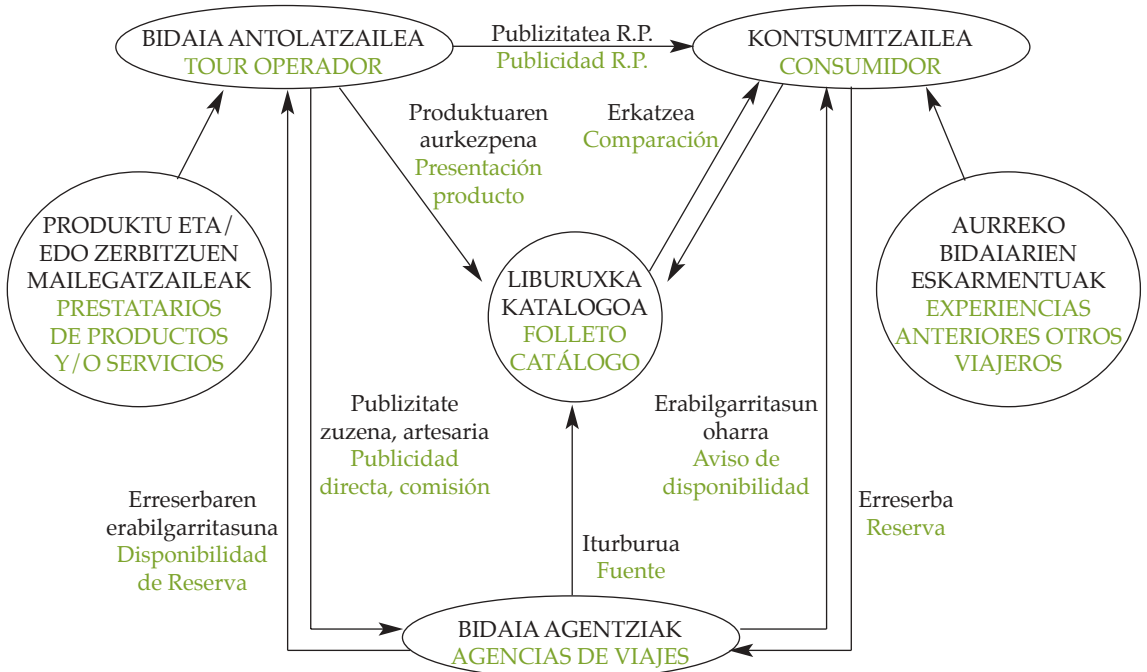 BIDAIA ANTOLATZAILEA
TOUR OPERADOR
Publizitatea R.P.
Publicidad R.P.
KONTSUMITZAILEA
CONSUMIDOR
Produktuaren
aurkezpena
Presentación
producto
Erkatzea
Comparación
PRODUKTU ETA/
EDO ZERBITZUEN
MAILEGATZAILEAK
PRESTATARIOS
DE PRODUCTOS
Y/O SERVICIOS
LIBURUXKA
KATALOGOA
FOLLETO
CATÁLOGO
AURREKO
BIDAIARIEN
ESKARMENTUAK
EXPERIENCIAS
ANTERIORES OTROS
VIAJEROS
Publizitate
zuzena, artesaria
Publicidad
directa, comisión
Erabilgarritasun
oharra
Aviso de
disponibilidad
Erreserbaren
erabilgarritasuna
Disponibilidad
de Reserva
Iturburua
Fuente
Erreserba
Reserva
BIDAIA AGENTZIAK
AGENCIAS DE VIAJES